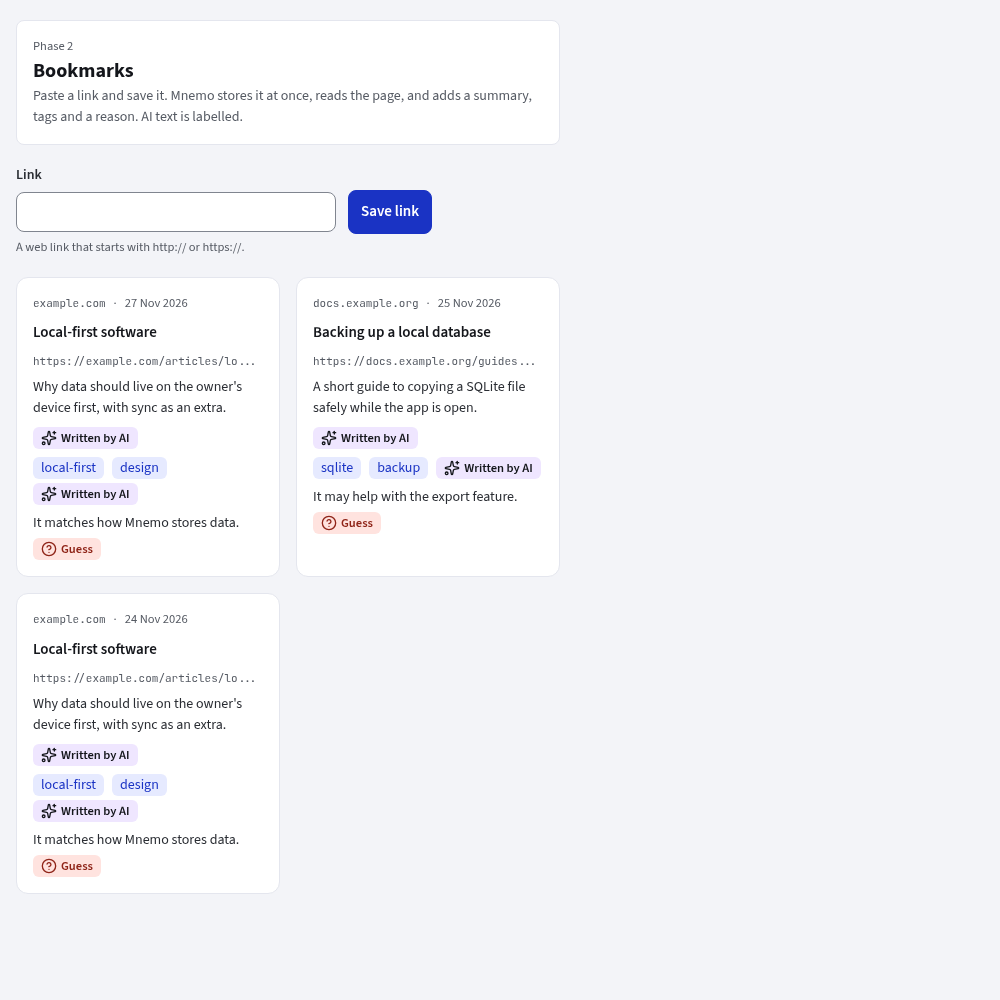 Phase 2
Bookmarks
Paste a link and save it. Mnemo stores it at once, reads the page, and adds a summary,
tags and a reason. AI text is labelled.
Link
Save link
A web link that starts with http:// or https://.
example.com · 27 Nov 2026
Local-first software
https://example.com/articles/lo...
Why data should live on the owner's
device first, with sync as an extra.
Written by AI
local-first design
Written by AI
It matches how Mnemo stores data.
Guess
docs.example.org · 25 Nov 2026
Backing up a local database
https://docs.example.org/guides...
A short guide to copying a SQLite file
safely while the app is open.
Written by AI
sqlite backup Written by AI
It may help with the export feature.
Guess
example.com · 24 Nov 2026
Local-first software
https://example.com/articles/lo...
Why data should live on the owner's
device first, with sync as an extra.
Written by AI
local-first design
Written by AI
It matches how Mnemo stores data.
Guess